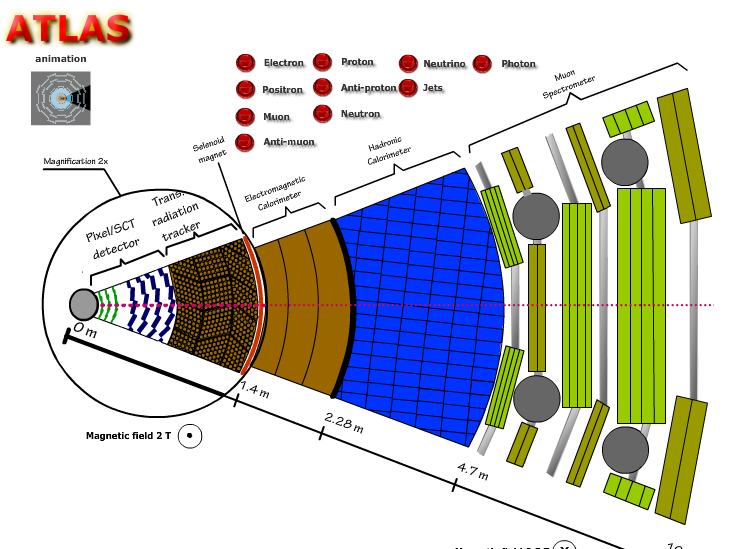 ATLAS
animation
Electron
Proton
Neutrino
Photon
Positron
Anti-proton
Jets
Muon
Neutron
Anti-muon
Muon
Spectrometer
Selenoid
magnet
Hadronic
Calorimeter
Magnification 2x
Electromagnetic
Calorimeter
Pixel/SCT
detector
Trans.
radiation
tracker
0 m
1.4 m
2.28 m
4.7 m
Magnetic field 2 T